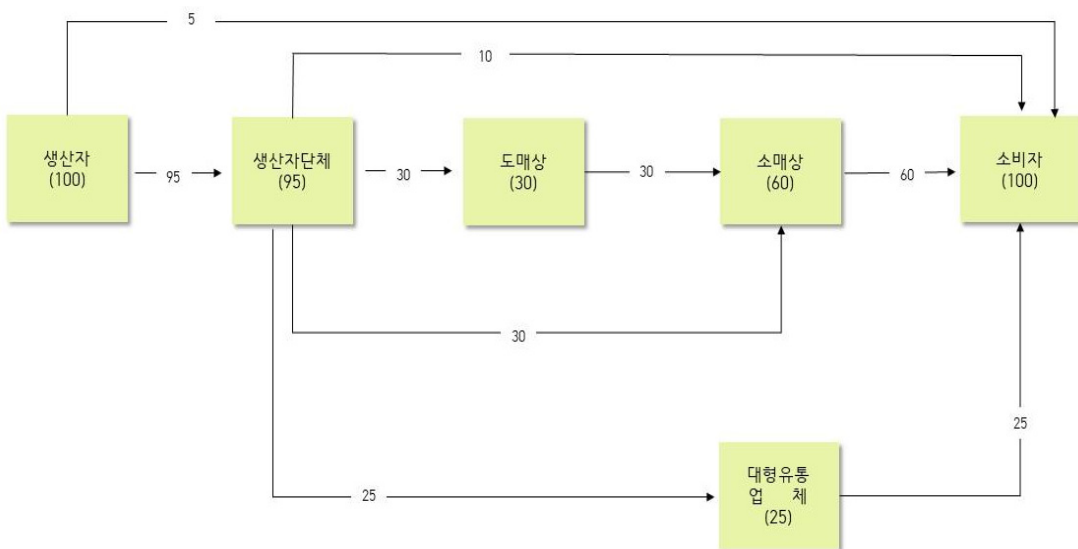 5
10
생산자
(100)
95
생산자단체
(95)
30
도매상
(30)
30
소매상
(60)
60
소비자
(100)
30
25
대형유통
업 체
(25)
25